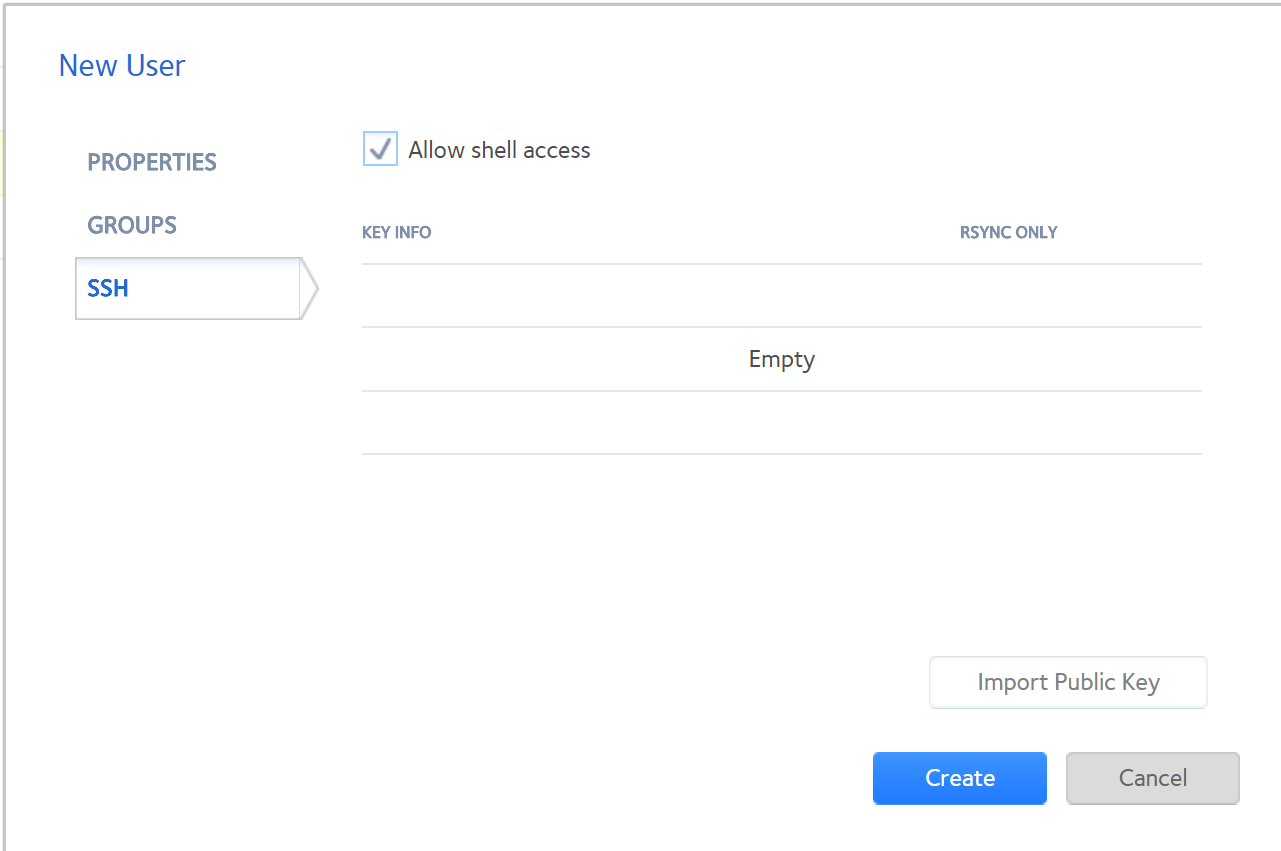 New User
PROPERTIES
GROUPS
SSH
Allow shell access
KEY INFO RSYNC ONLY
Empty
Import Public Key
Create Cancel